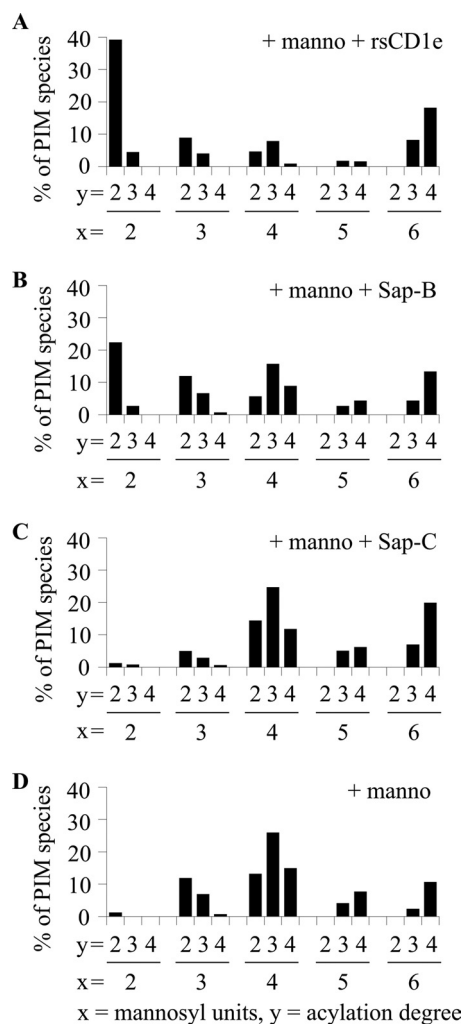 A
+ manno + rsCD1e
% of PIM species
40
30
20
10
0
y= 2 3 4 2 3 4 2 3 4 2 3 4 2 3 4
x= 2 3 4 5 6
B
+ manno + Sap-B
% of PIM species
40
30
20
10
0
y= 2 3 4 2 3 4 2 3 4 2 3 4 2 3 4
x= 2 3 4 5 6
C
+ manno + Sap-C
% of PIM species
40
30
20
10
0
y= 2 3 4 2 3 4 2 3 4 2 3 4 2 3 4
x= 2 3 4 5 6
D
+ manno
% of PIM species
40
30
20
10
0
y= 2 3 4 2 3 4 2 3 4 2 3 4 2 3 4
x= 2 3 4 5 6
x = mannosyl units, y = acylation degree